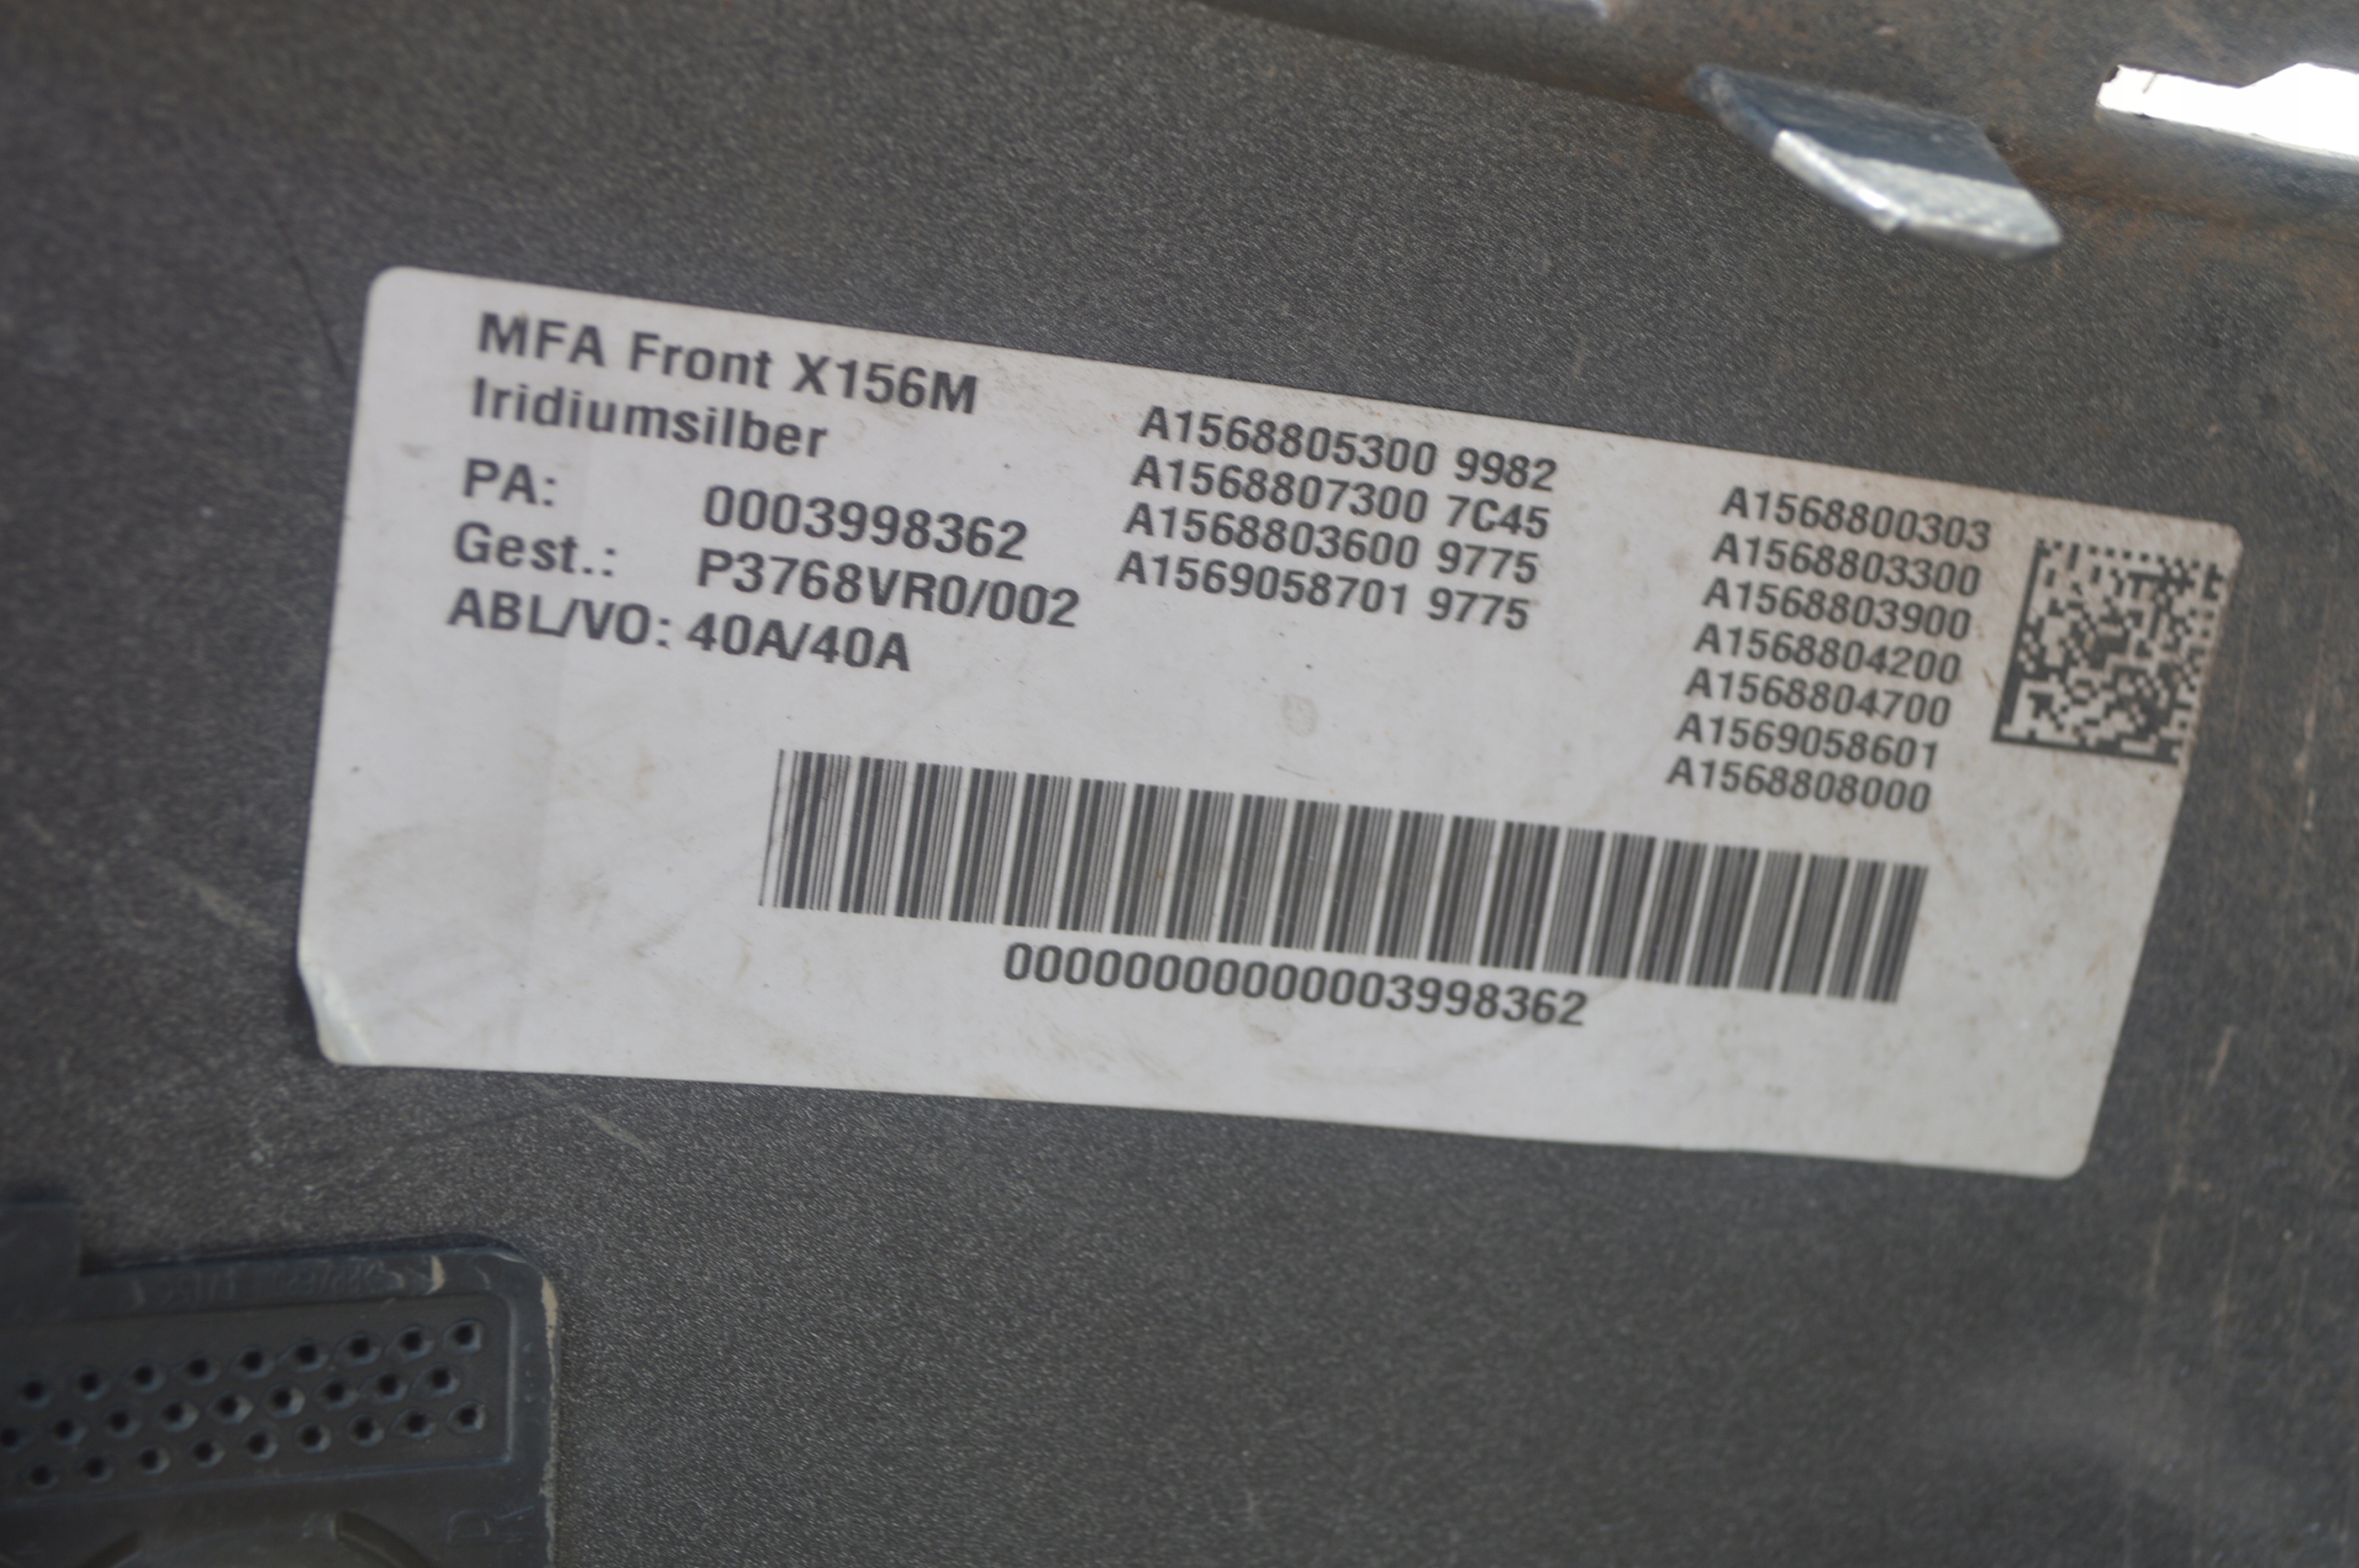 MFA Front X156M
Iridiumsilber
PA: 0003998362
Gest.: P3768VR0/002
ABL/VO: 40A/40A
A1568805300 9982
A1568807300 7C45
A1568803600 9775
A1569058701 9775
A1568800303
A1568803300
A1568803900
A1568804200
A1568804700
A1569058601
A1568808000
00000000000003998362